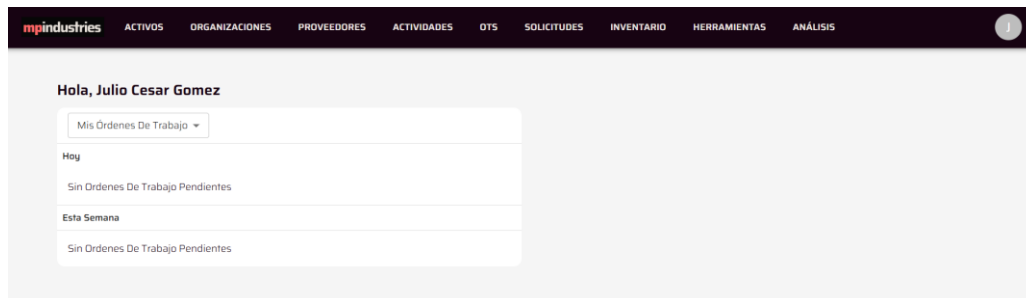 mpindustries ACTIVOS ORGANIZACIONES PROVEEDORES ACTIVIDADES OTS SOLICITUDES INVENTARIO HERRAMIENTAS ANÁLISIS J
Hola, Julio Cesar Gomez
Mis Órdenes De Trabajo
Hoy
Sin Ordenes De Trabajo Pendientes
Esta Semana
Sin Ordenes De Trabajo Pendientes